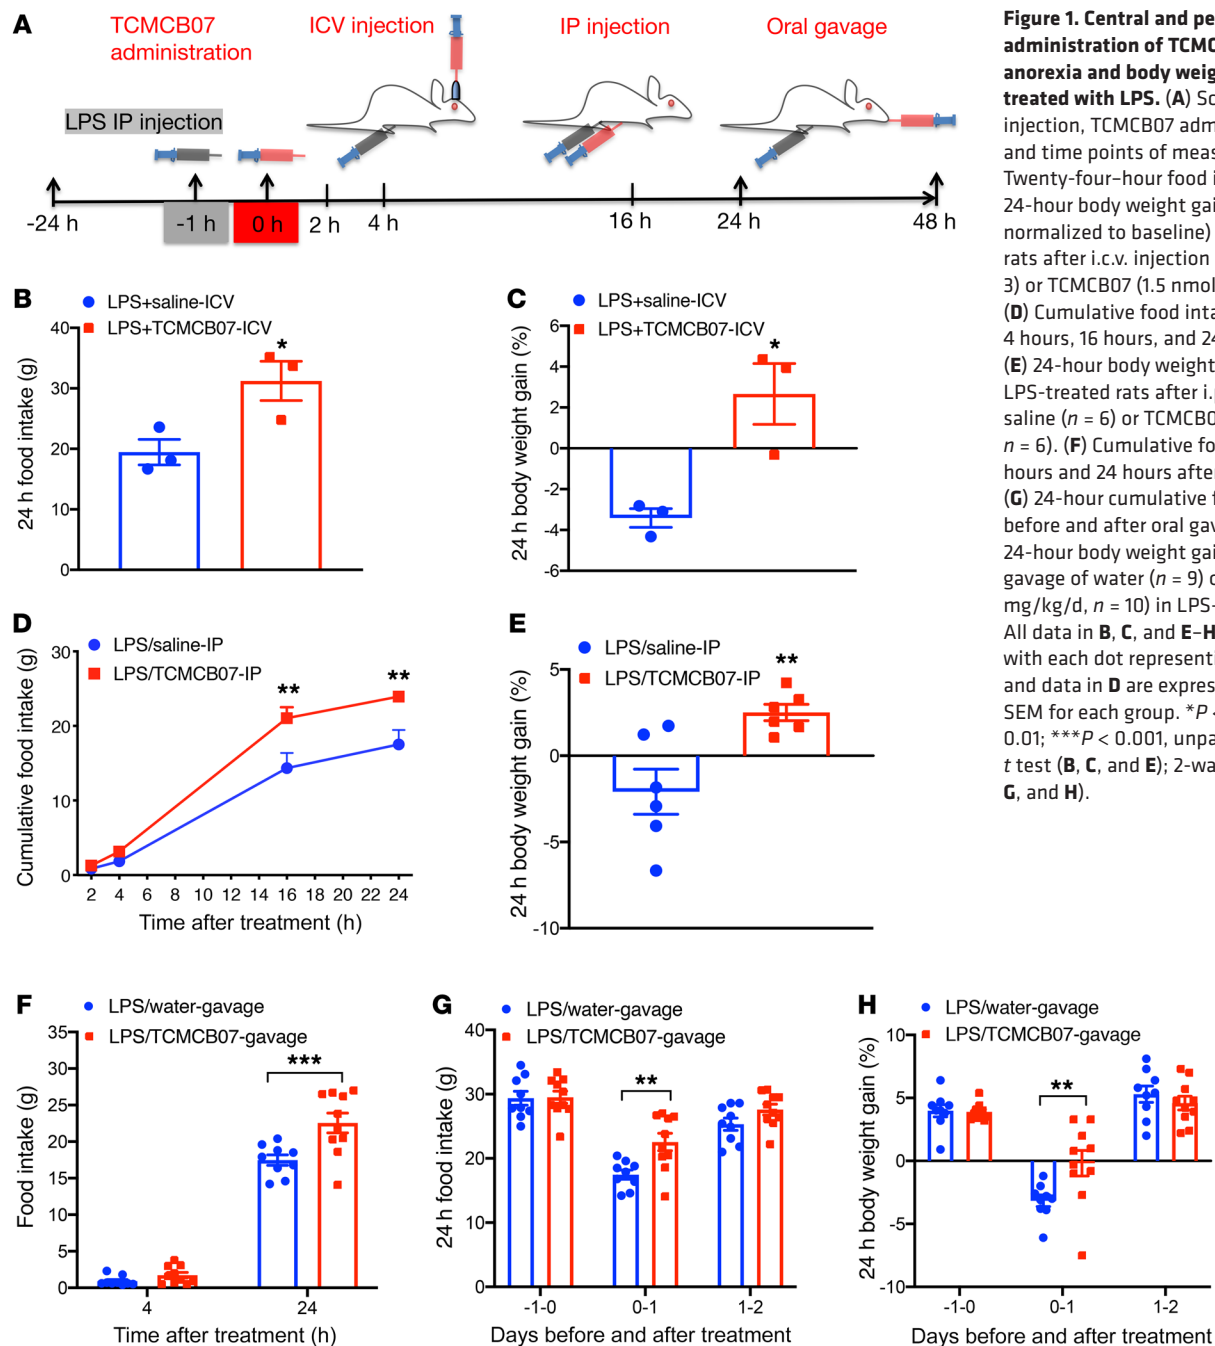 A
TCMCB07
administration
ICV injection
IP injection
Oral gavage
LPS IP injection
-24 h
-1 h
0 h
2 h
4 h
16 h
24 h
48 h
B
LPS+saline-ICV
LPS+TCMCB07-ICV
24 h food intake (g)
40
30
20
10
0
*
C
LPS+saline-ICV
LPS+TCMCB07-ICV
24 h body weight gain (%)
6
4
2
0
-2
-4
-6
*
D
LPS/saline-IP
LPS/TCMCB07-IP
Cumulative food intake (g)
30
20
10
0
**
**
2 4 6 8 10 12 14 16 18 20 22 24
Time after treatment (h)
E
LPS/saline-IP
LPS/TCMCB07-IP
24 h body weight gain (%)
5
0
-5
-10
**
F
LPS/water-gavage
LPS/TCMCB07-gavage
Food intake (g)
35
30
25
20
15
10
5
0
***
4 24
Time after treatment (h)
G
LPS/water-gavage
LPS/TCMCB07-gavage
24 h food intake (g)
40
30
20
10
0
**
-1-0 0-1 1-2
Days before and after treatment
H
LPS/water-gavage
LPS/TCMCB07-gavage
24 h body weight gain (%)
10
5
0
-5
-10
**
-1-0 0-1 1-2
Days before and after treatment
Figure 1. Central and pe
administration of TCMC
anorexia and body weig
treated with LPS. (A) Sc
injection, TCMCB07 adm
and time points of meas
Twenty-four-hour food i
24-hour body weight gai
normalized to baseline)
rats after i.c.v. injection
3) or TCMCB07 (1.5 nmol
(D) Cumulative food inta
4 hours, 16 hours, and 24
(E) 24-hour body weight
LPS-treated rats after i.p
saline (n = 6) or TCMCB0
n = 6). (F) Cumulative fo
hours and 24 hours after
(G) 24-hour cumulative f
before and after oral gav
24-hour body weight gai
gavage of water (n = 9) o
mg/kg/d, n = 10) in LPS-
All data in B, C, and E–H
with each dot representi
and data in D are expres
SEM for each group. *P <
0.01; ***P < 0.001, unpa
t test (B, C, and E); 2-wa
G, and H).